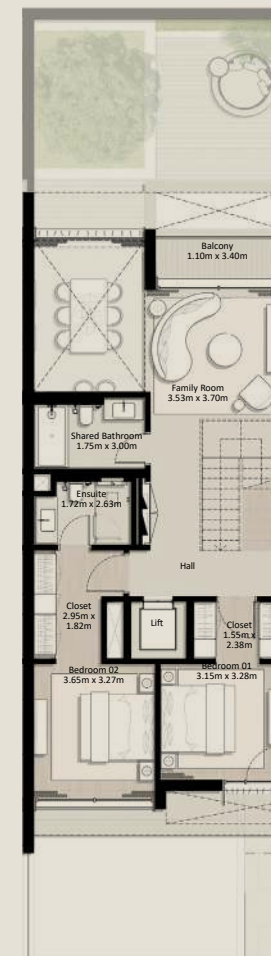 Balcony
1.10m x 3.40m
Family Room
3.53m x 3.70m
Shared Bathroom
1.75m x 3.00m
Ensuite
1.72m x 2.63m
Hall
Closet
2.95m x
1.82m
Lift
Closet
1.55m x
2.38m
Bedroom 02
3.65m x 3.27m
Bedroom 01
3.15m x 3.28m